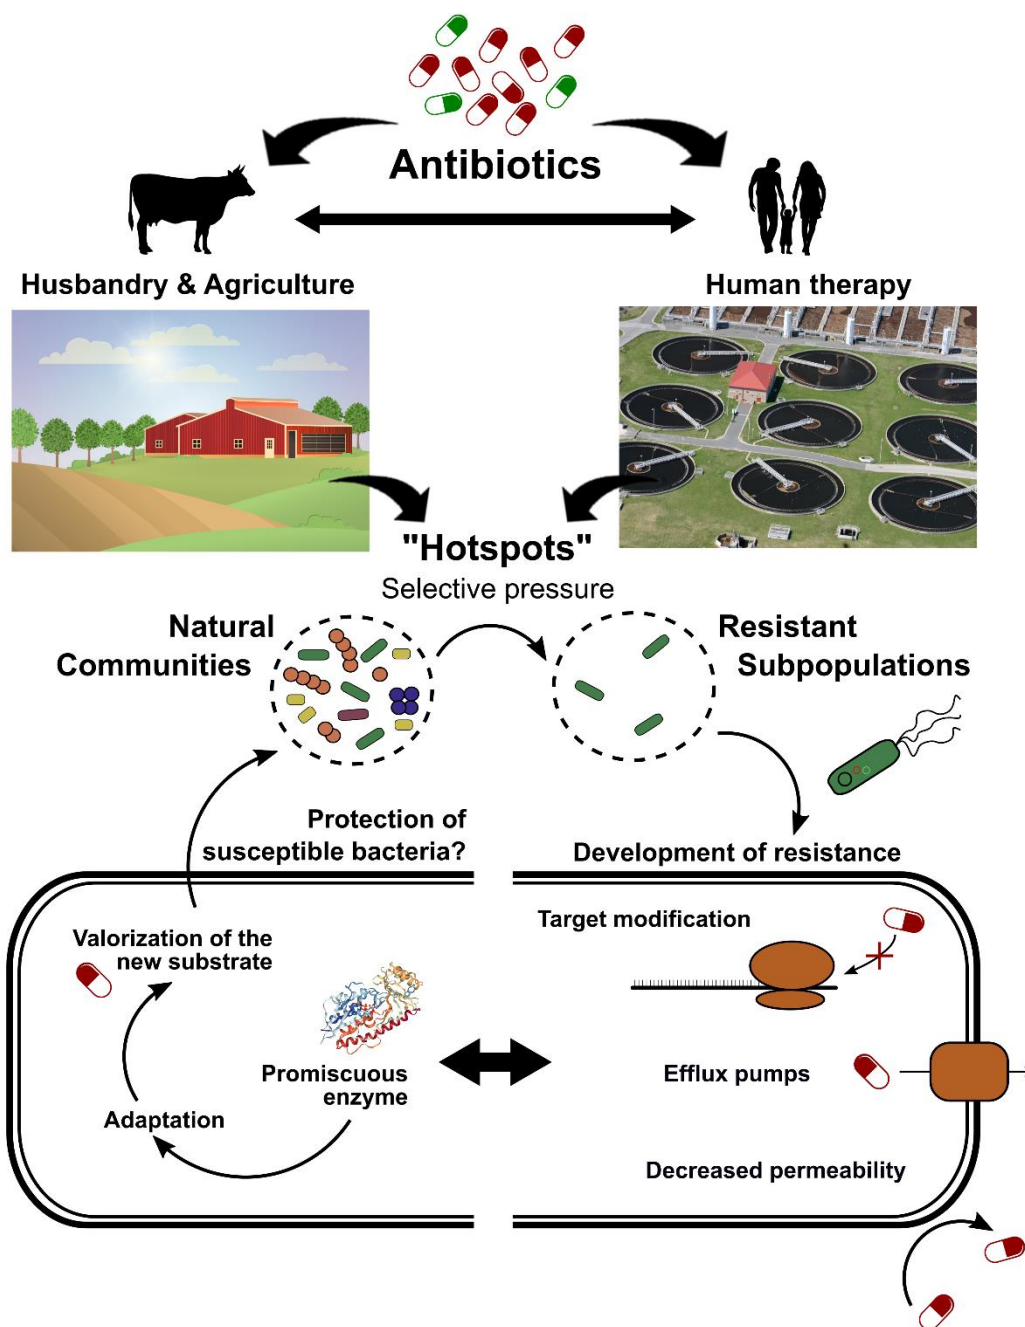 Antibiotics
Husbandry & Agriculture
Human therapy
"Hotspots"
Selective pressure
Natural
Communities
Resistant
Subpopulations
Protection of
susceptible bacteria?
Development of resistance
Valorization of the
new substrate
Promiscuous
enzyme
Adaptation
Target modification
Efflux pumps
Decreased permeability